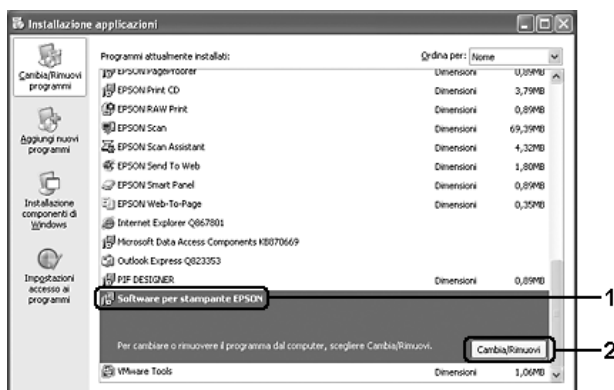 Installazione applicazioni
Cambia/Rimuovi programmi
Programmi attualmente installati:
Ordina per: Nome
EPSON PageProofer Dimensioni 0,89MB
EPSON Print CD Dimensioni 3,79MB
EPSON RAW Print Dimensioni 0,89MB
EPSON Scan Dimensioni 69,39MB
Aggiungi nuovi programmi
EPSON Scan Assistant Dimensioni 4,32MB
EPSON Send To Web Dimensioni 1,80MB
EPSON Smart Panel Dimensioni 0,89MB
EPSON Web-To-Page Dimensioni 0,35MB
Installazione componenti di Windows
Internet Explorer Q867801
Microsoft Data Access Components KB870669
Outlook Express Q823353
PIF DESIGNER Dimensioni 0,89MB
Impostazioni accesso ai programmi
Software per stampante EPSON
1
Per cambiare o rimuovere il programma dal computer, scegliere Cambia/Rimuovi.
Cambia/Rimuovi
2
VMware Tools Dimensioni 1,06MB